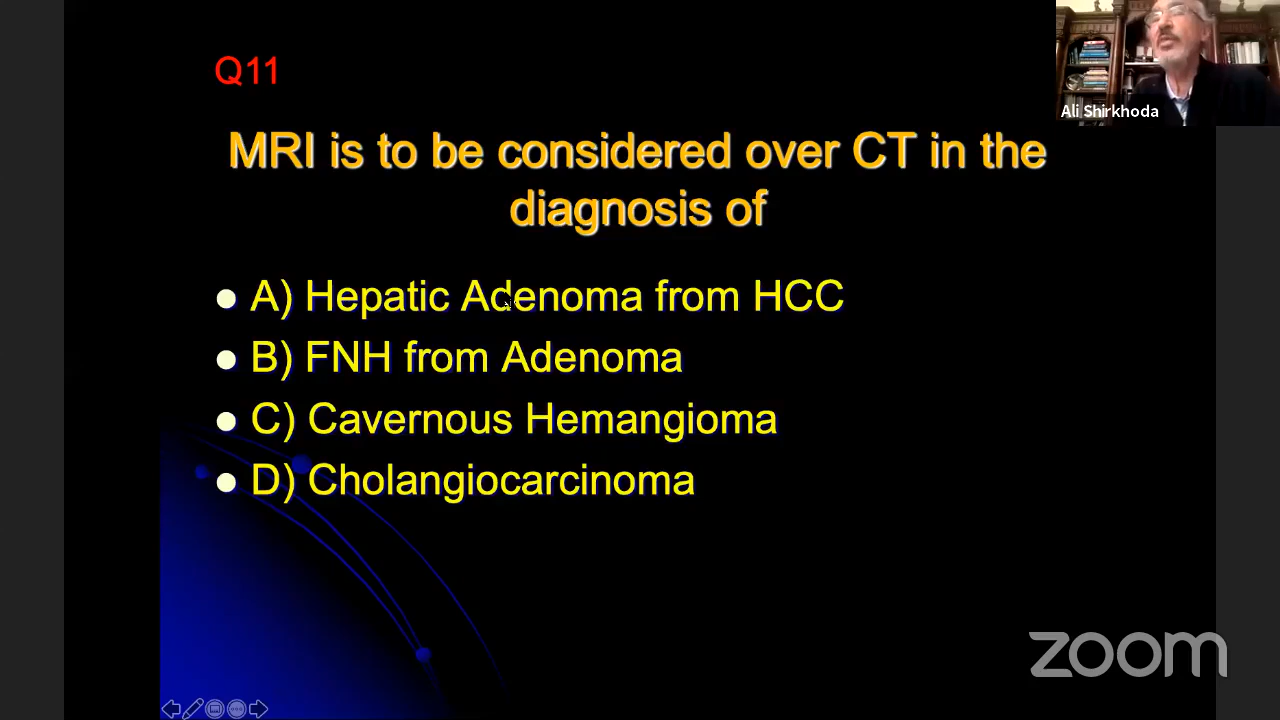 Q11
Ali Shirkhoda
MRI is to be considered over CT in the
diagnosis of
A) Hepatic Adenoma from HCC
B) FNH from Adenoma
C) Cavernous Hemangioma
D) Cholangiocarcinoma
zoom